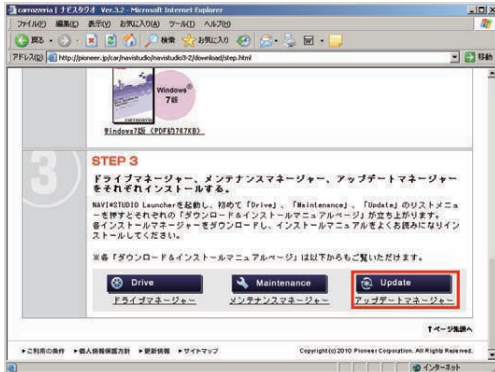 carrozzeria | ナビスタジオ Ver.3.2 - Microsoft Internet Explorer
ファイル(F) 編集(E) 表示(V) お気に入り(A) ツール(T) ヘルプ(H)
戻る 検索 お気に入り
アドレス(D) http://pioneer.jp/car/navistudio/navistudio3-2/download/step.html 移動
Windows®
7版
Windows7版 (PDF約767KB)
3
STEP 3
ドライブマネージャー、メンテナンスマネージャー、アップデートマネージャー
をそれぞれインストールする。
NAVI*STUDIO Launcherを起動し、初めて「Drive」、「Maintenance」、「Update」のリストメニュ
ーを押すとそれぞれの「ダウンロード&インストールマニュアルページ」が立ち上がります。
各インストールマネージャーをダウンロードし、インストールマニュアルをよくお読みになりイン
ストールしてください。
※各「ダウンロード&インストールマニュアルページ」は以下からもご覧いただけます。
Drive Maintenance Update
ドライブマネージャー メンテナンスマネージャー アップデートマネージャー
↑ページ先頭へ
▸ご利用の条件 ▸個人情報保護方針 ▸更新情報 ▸サイトマップ Copyright(c)2010 Pioneer Corporation. All Rights Reserved.
インターネット